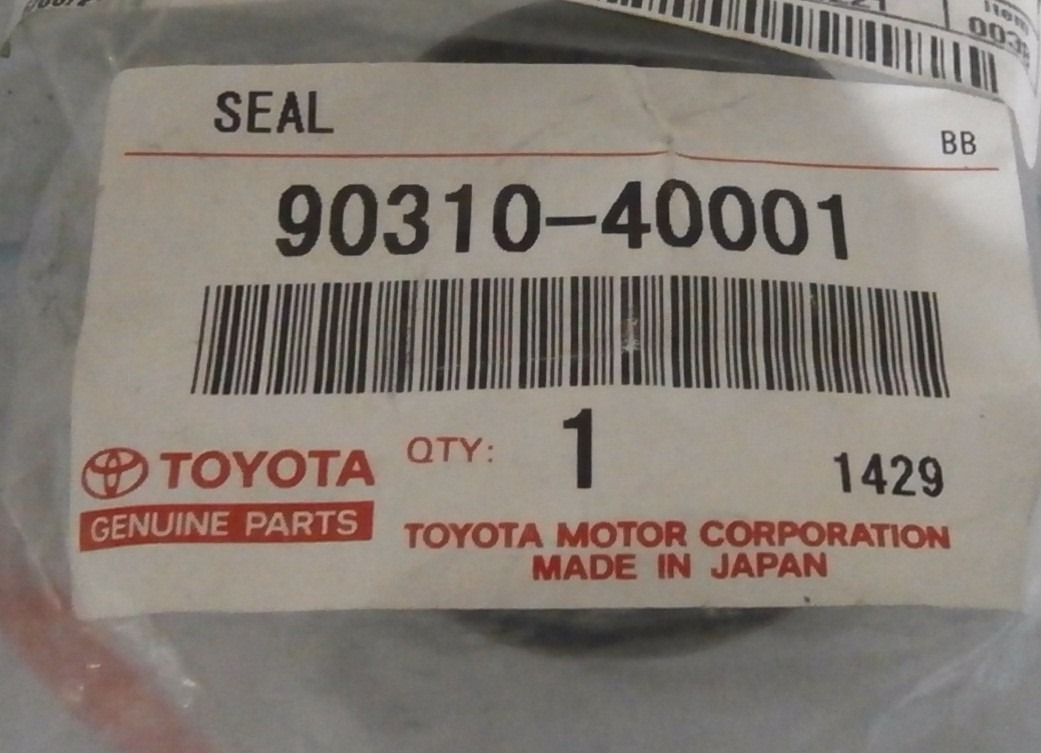 SEAL
BB
90310-40001
TOYOTA
GENUINE PARTS
QTY: 1
1429
TOYOTA MOTOR CORPORATION
MADE IN JAPAN